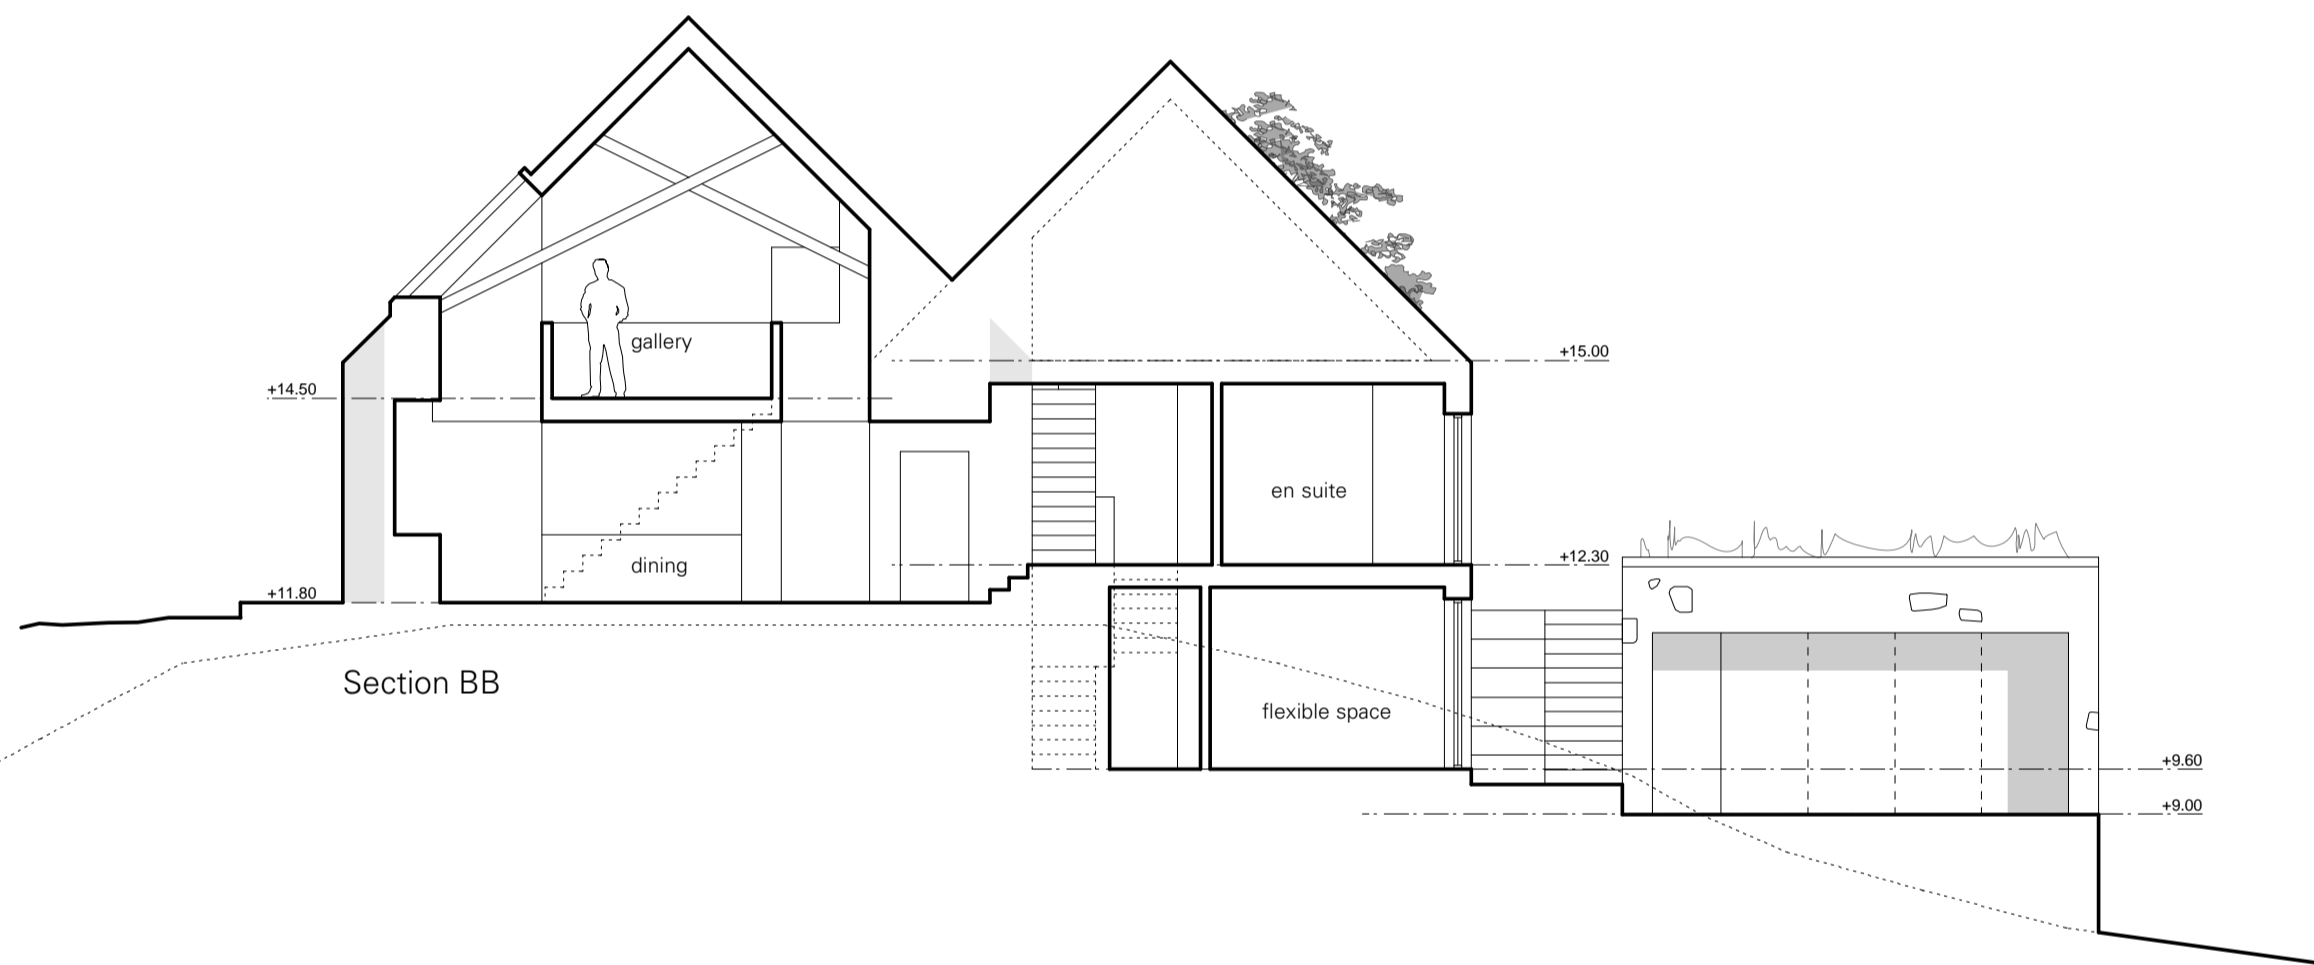 gallery
+15.00
+14.50
en suite
+12.30
dining
+11.80
Section BB
flexible space
+9.60
+9.00